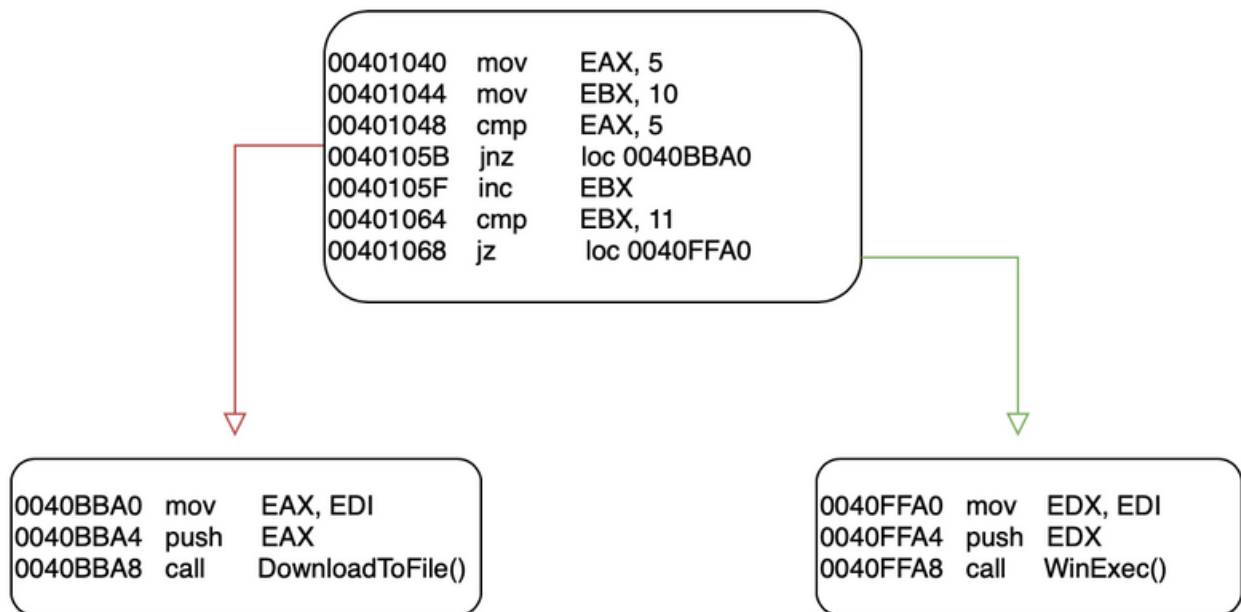 00401040 mov EAX, 5
00401044 mov EBX, 10
00401048 cmp EAX, 5
0040105B jnz loc 0040BBA0
0040105F inc EBX
00401064 cmp EBX, 11
00401068 jz loc 0040FFA0
0040BBA0 mov EAX, EDI
0040BBA4 push EAX
0040BBA8 call DownloadToFile()
0040FFA0 mov EDX, EDI
0040FFA4 push EDX
0040FFA8 call WinExec()